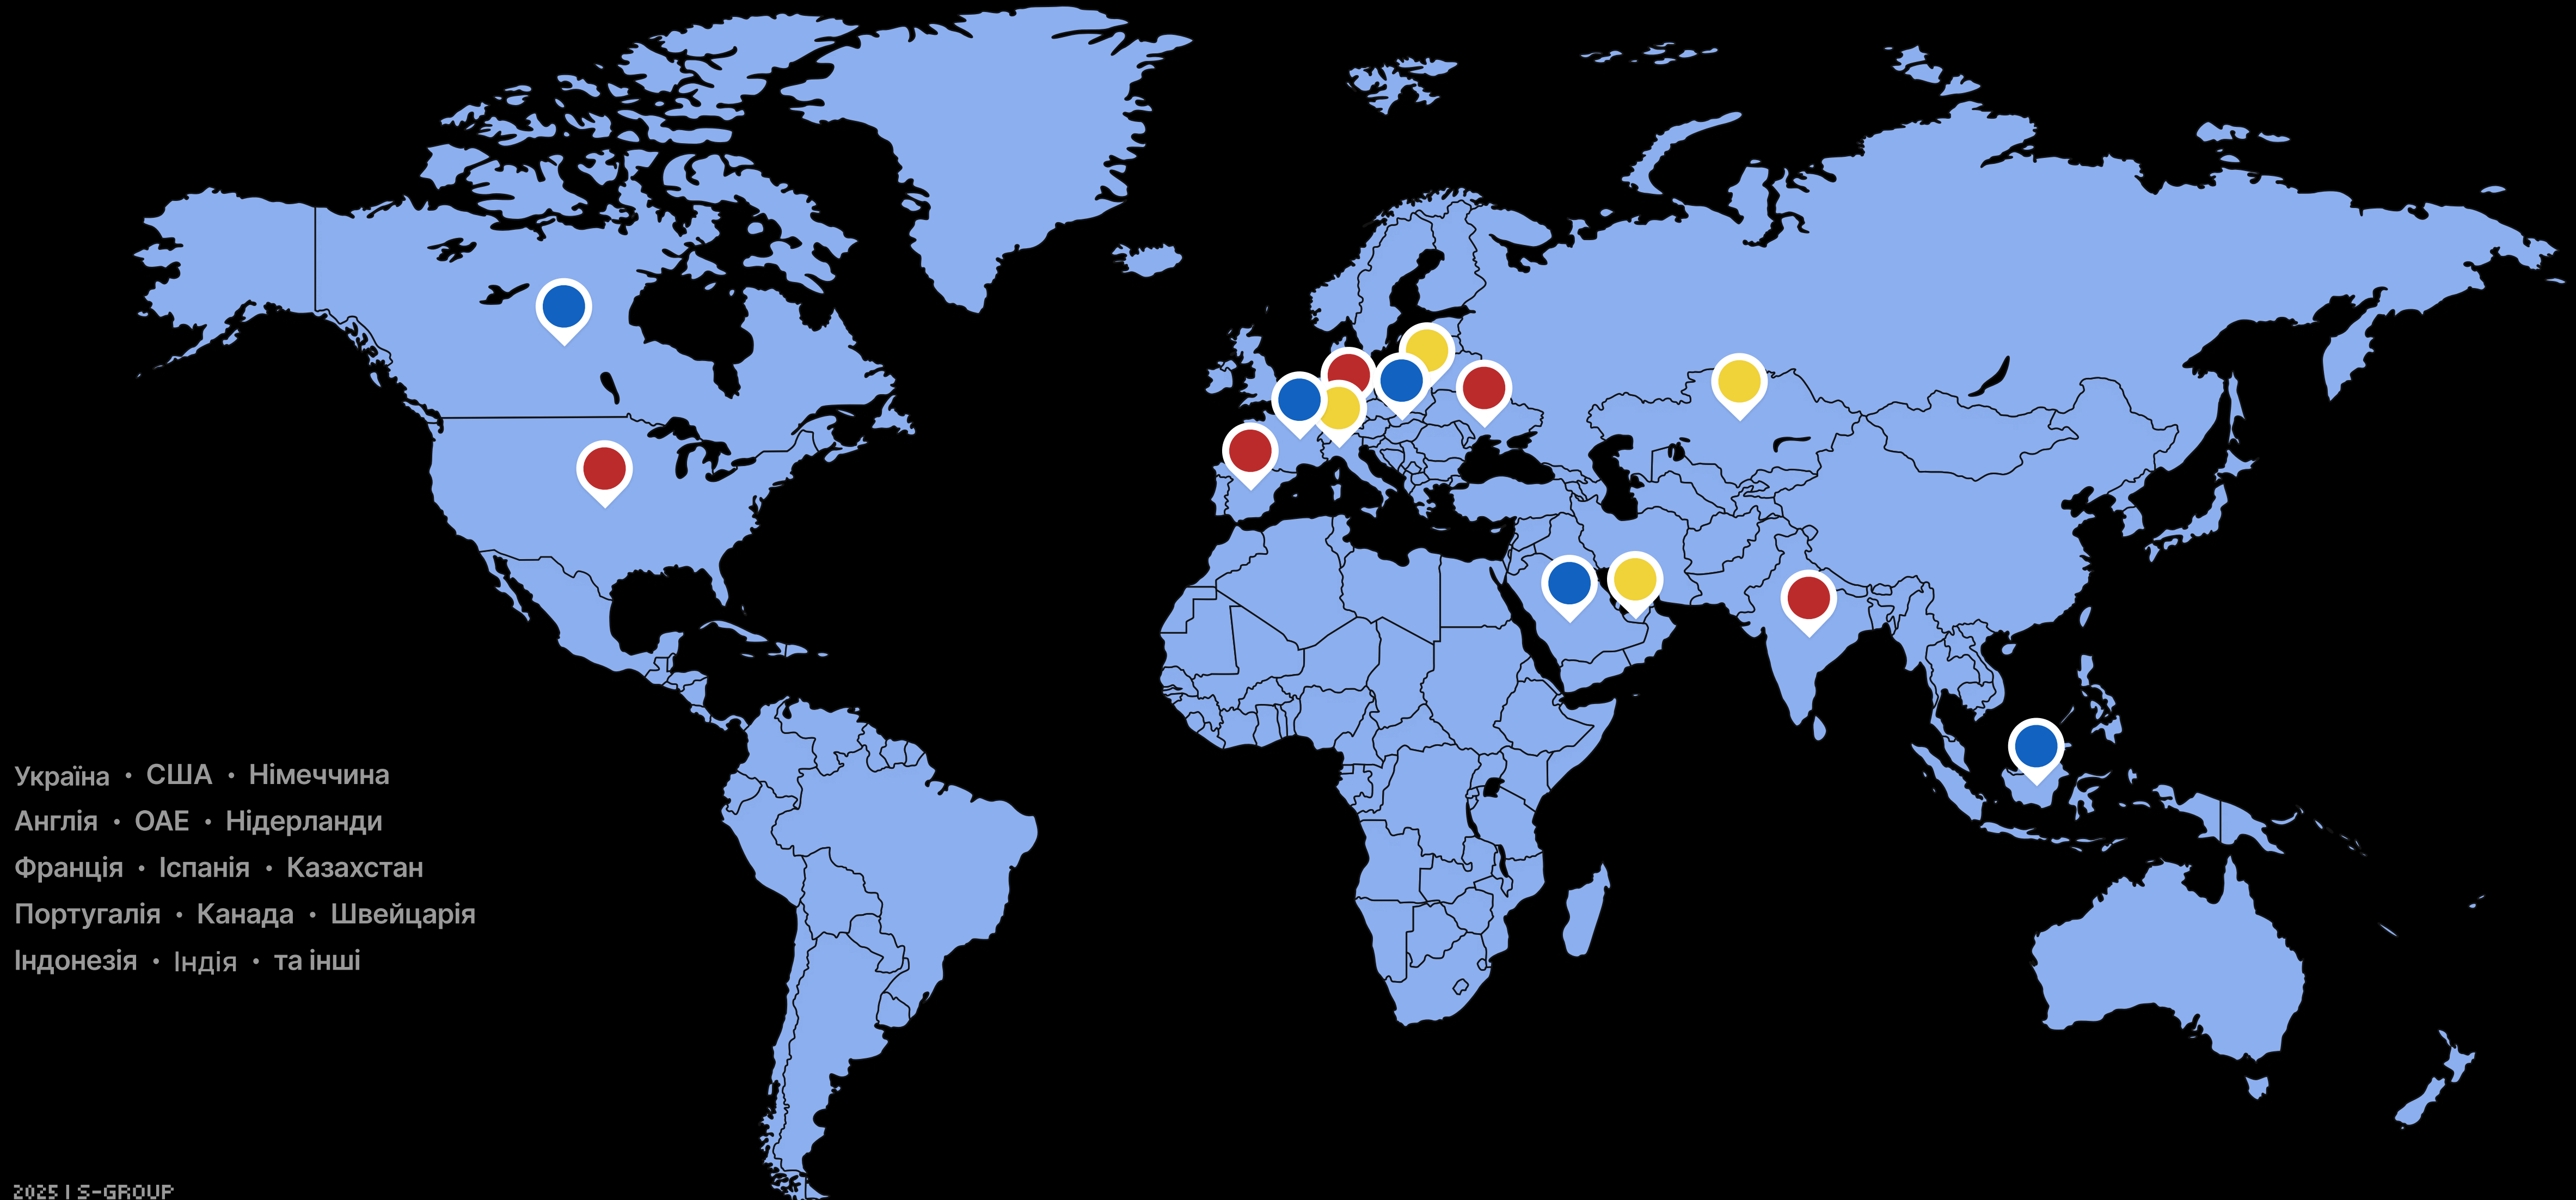 Україна • США • Німеччина
Англія • ОАЕ • Нідерланди
Франція • Іспанія • Казахстан
Португалія • Канада • Швейцарія
Індонезія • Індія • та інші
2025 | S-GROUP